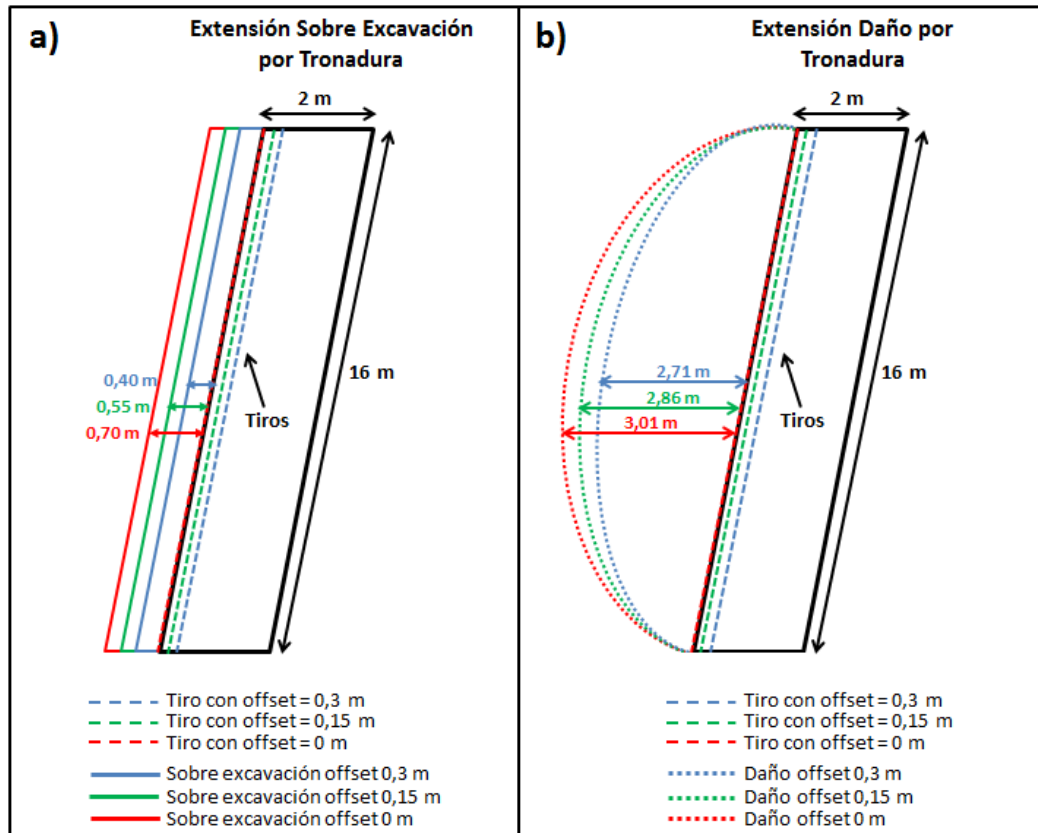 a)
Extensión Sobre Excavación
por Tronadura
2 m
16 m
0,40 m
0,55 m
0,70 m
Tiros
Tiro con offset = 0,3 m
Tiro con offset = 0,15 m
Tiro con offset = 0 m
Sobre excavación offset 0,3 m
Sobre excavación offset 0,15 m
Sobre excavación offset 0 m
b)
Extensión Daño por
Tronadura
2 m
16 m
2,71 m
2,86 m
3,01 m
Tiros
Tiro con offset = 0,3 m
Tiro con offset = 0,15 m
Tiro con offset = 0 m
Daño offset 0,3 m
Daño offset 0,15 m
Daño offset 0 m